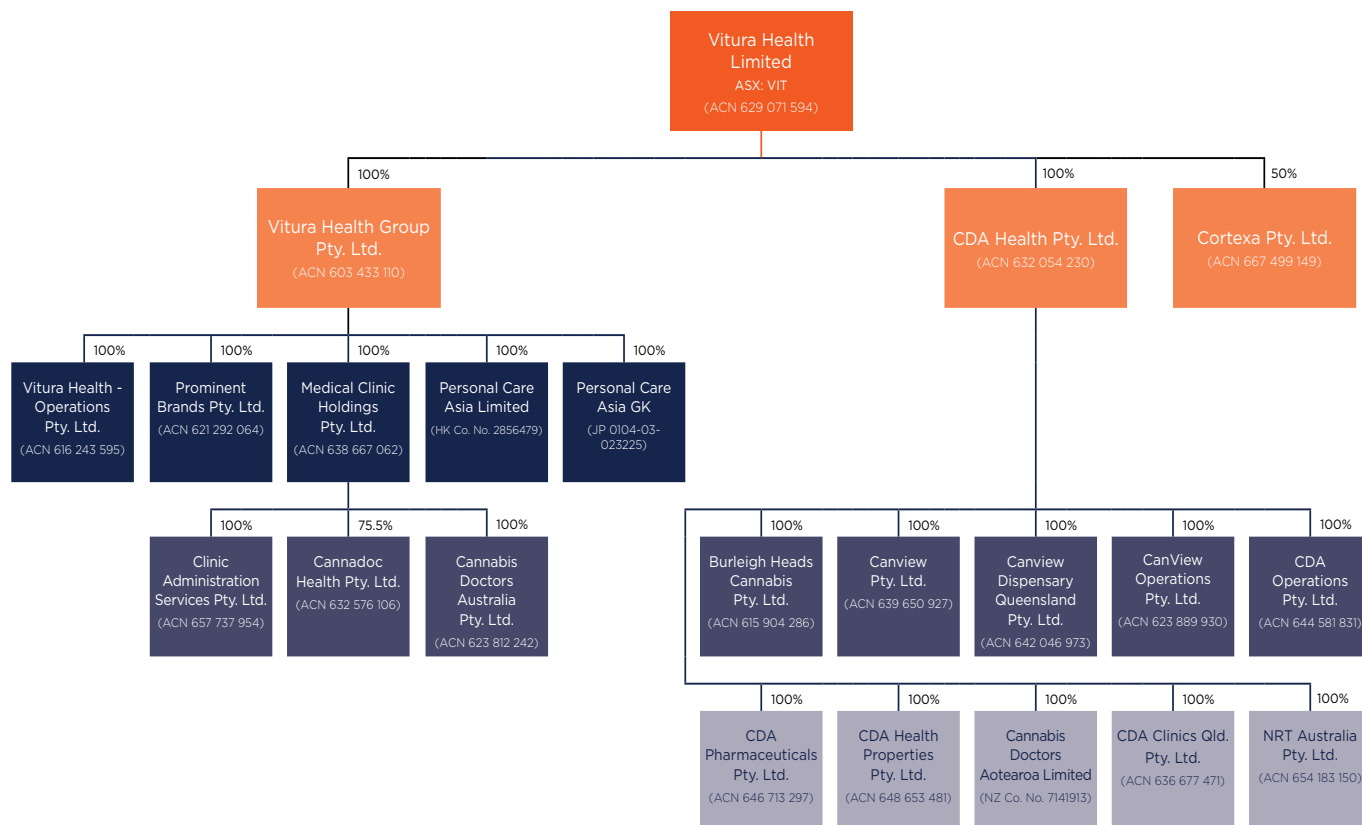 Vitura Health
Limited
ASX: VIT
(ACN 629 071 594)
100%
100%
50%
Vitura Health Group
Pty. Ltd.
(ACN 603 433 110)
CDA Health Pty. Ltd.
(ACN 632 054 230)
Cortexa Pty. Ltd.
(ACN 667 499 149)
100%
100%
100%
100%
100%
Vitura Health -
Operations
Pty. Ltd.
(ACN 616 243 595)
Prominent
Brands Pty. Ltd.
(ACN 621 292 064)
Medical Clinic
Holdings
Pty. Ltd.
(ACN 638 667 062)
Personal Care
Asia Limited
(HK Co. No. 2856479)
Personal Care
Asia GK
(JP 0104-03-
023225)
100%
75.5%
100%
Clinic
Administration
Services Pty. Ltd.
(ACN 657 737 954)
Cannadoc
Health Pty. Ltd.
(ACN 632 576 106)
Cannabis
Doctors
Australia
Pty. Ltd.
(ACN 623 812 242)
100%
100%
100%
100%
100%
Burleigh Heads
Cannabis
Pty. Ltd.
(ACN 615 904 286)
Canview
Pty. Ltd.
(ACN 639 650 927)
Canview
Dispensary
Queensland
Pty. Ltd.
(ACN 642 046 973)
CanView
Operations
Pty. Ltd.
(ACN 623 889 930)
CDA
Operations
Pty. Ltd.
(ACN 644 581 831)
100%
100%
100%
100%
100%
CDA
Pharmaceuticals
Pty. Ltd.
(ACN 646 713 297)
CDA Health
Properties
Pty. Ltd.
(ACN 648 653 481)
Cannabis
Doctors
Aotearoa Limited
(NZ Co. No. 7141913)
CDA Clinics Qld.
Pty. Ltd.
(ACN 636 677 471)
NRT Australia
Pty. Ltd.
(ACN 654 183 150)